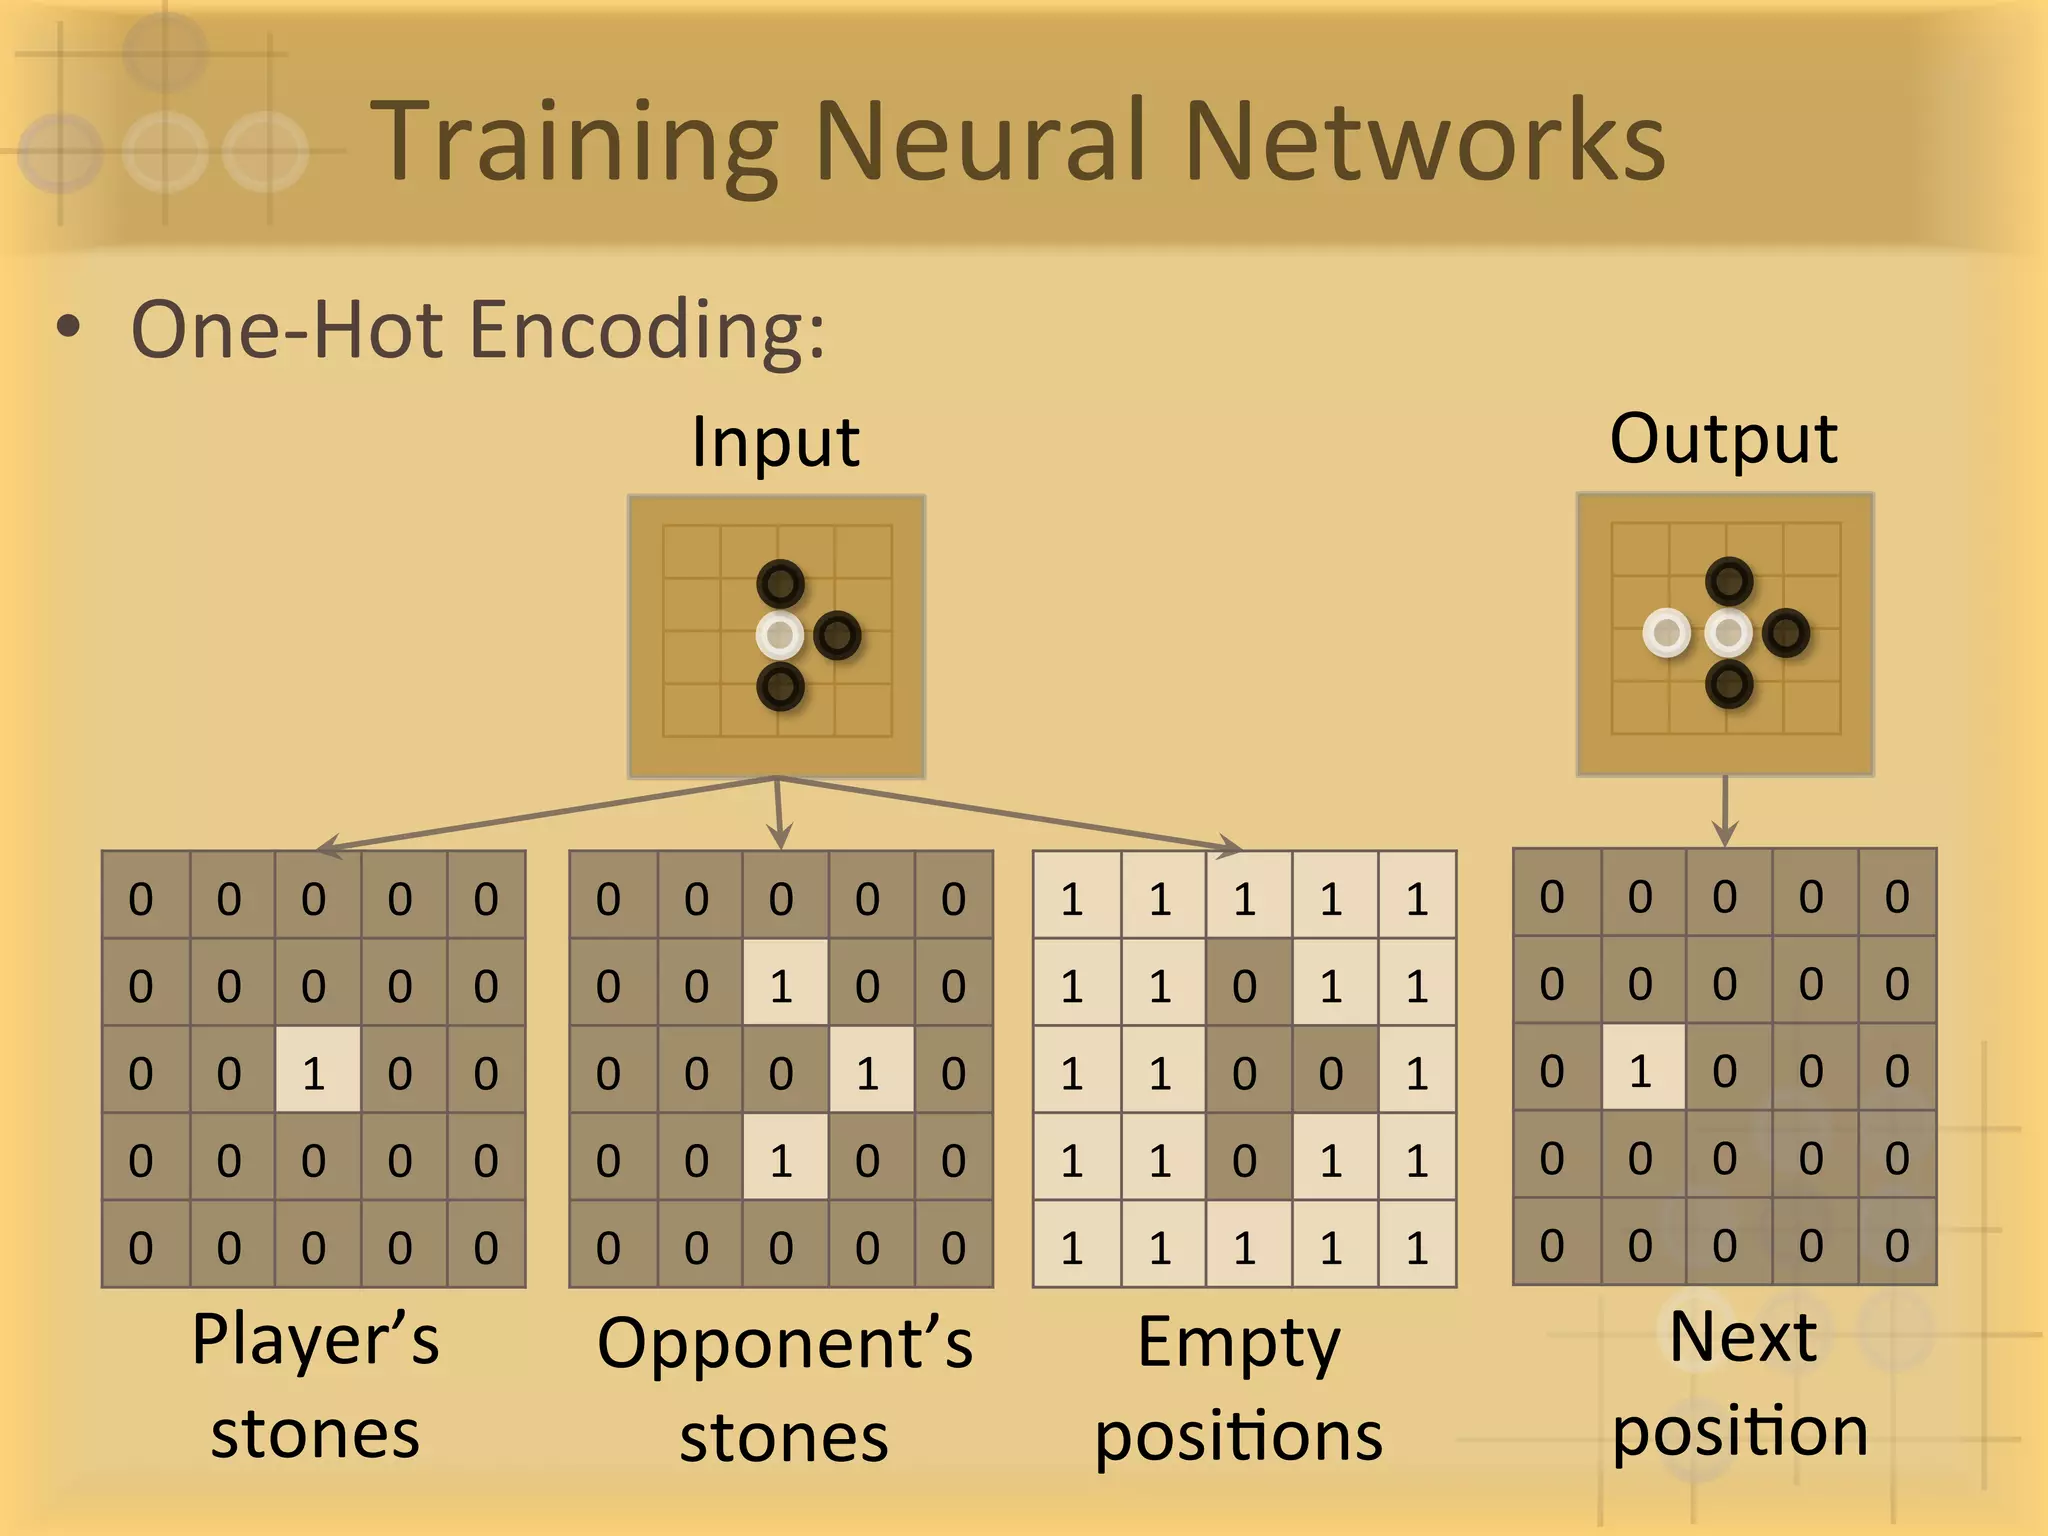 Training Neural Networks
• One-Hot Encoding:
Input
Output
0 0 0 0 0
0 0 0 0 0
0 0 1 0 0
0 0 0 0 0
0 0 0 0 0
Player’s
stones
0 0 0 0 0
0 0 1 0 0
0 0 0 1 0
0 0 1 0 0
0 0 0 0 0
Opponent’s
stones
1 1 1 1 1
1 1 0 1 1
1 1 0 0 1
1 1 0 1 1
1 1 1 1 1
Empty
positions
0 0 0 0 0
0 0 0 0 0
0 1 0 0 0
0 0 0 0 0
0 0 0 0 0
Next
position